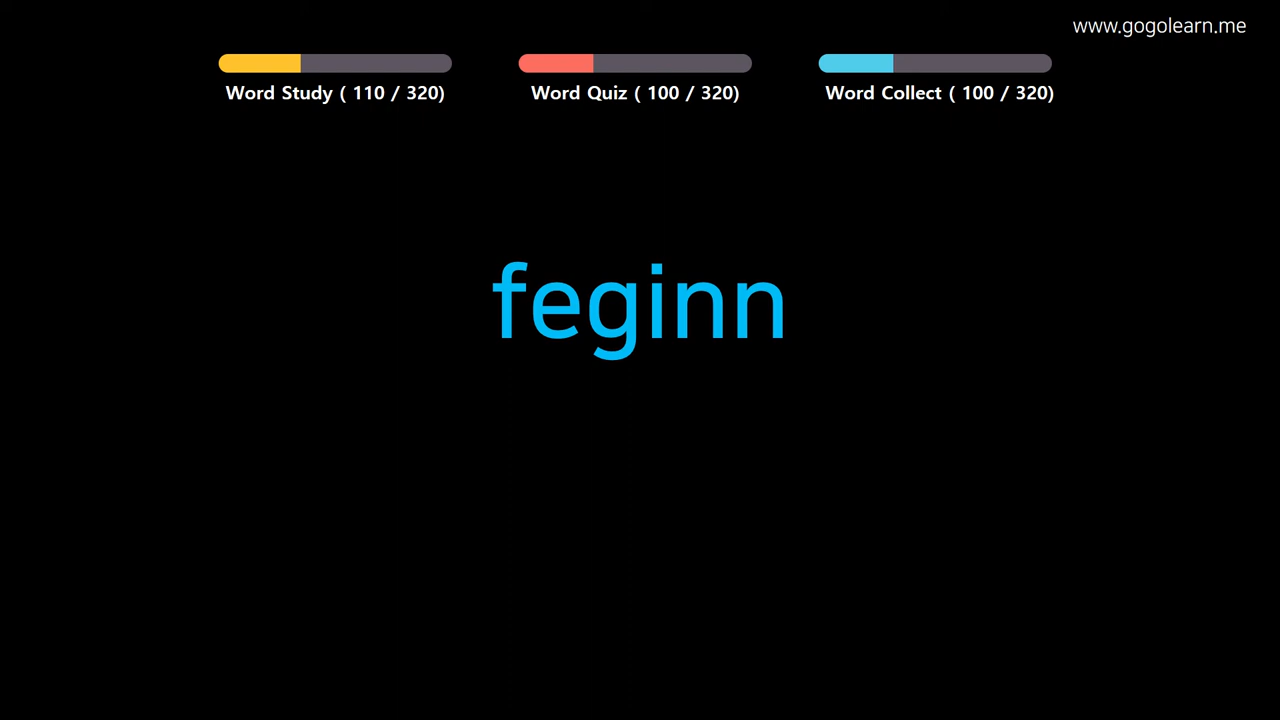 www.gogolearn.me
Word Study ( 110 / 320)
Word Quiz ( 100 / 320)
Word Collect ( 100 / 320)
feginn